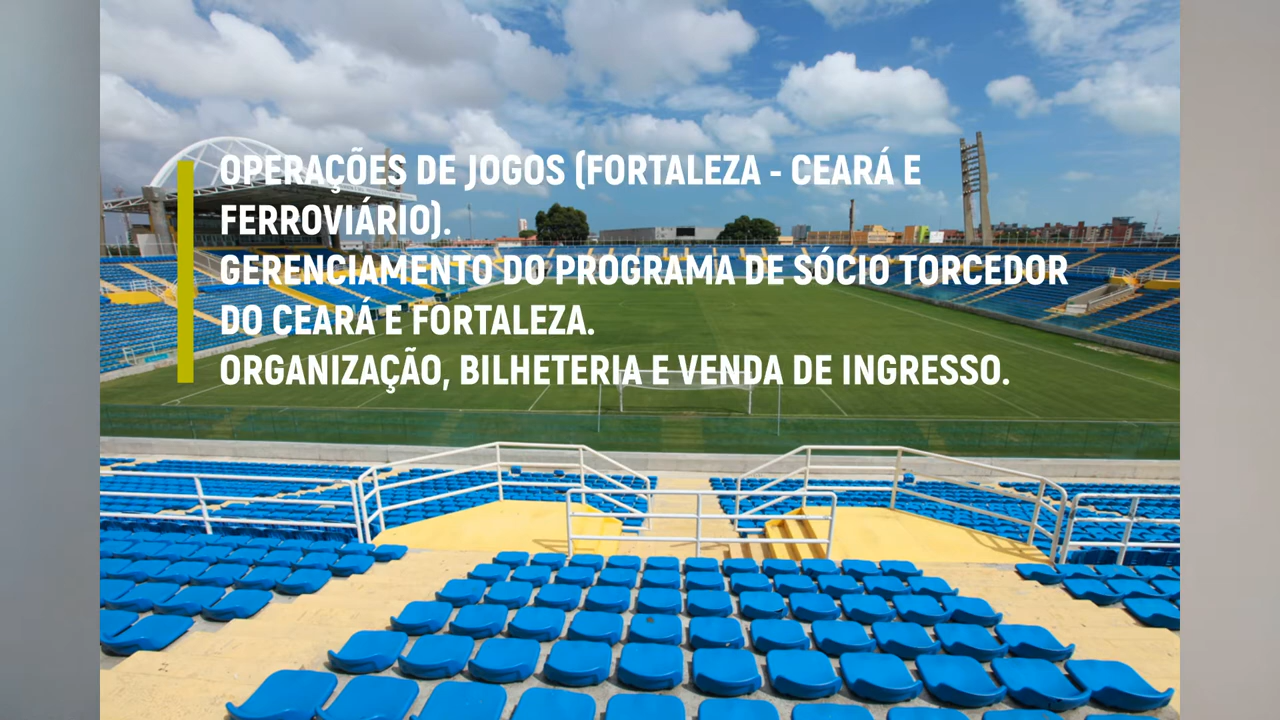 OPERAÇÕES DE JOGOS (FORTALEZA - CEARÁ E
FERROVIÁRIO).
GERENCIAMENTO DO PROGRAMA DE SÓCIO TORCEDOR
DO CEARÁ E FORTALEZA.
ORGANIZAÇÃO, BILHETERIA E VENDA DE INGRESSO.